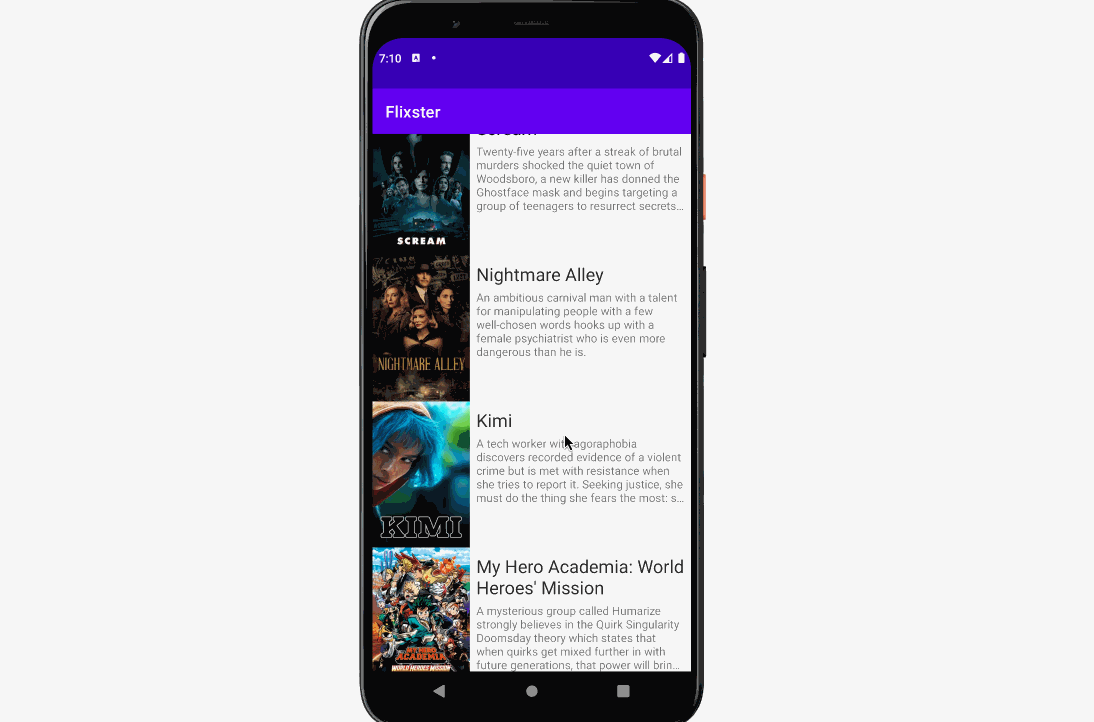 7:10
Flixster
Scream
Twenty-five years after a streak of brutal
murders shocked the quiet town of
Woodsboro, a new killer has donned the
Ghostface mask and begins targeting a
group of teenagers to resurrect secrets…
SCREAM
Nightmare Alley
An ambitious carnival man with a talent
for manipulating people with a few
well-chosen words hooks up with a
female psychiatrist who is even more
dangerous than he is.
NIGHTMARE ALLEY
Kimi
A tech worker with agoraphobia
discovers recorded evidence of a violent
crime but is met with resistance when
she tries to report it. Seeking justice, she
must do the thing she fears the most: s…
KIMI
My Hero Academia: World
Heroes' Mission
A mysterious group called Humarize
strongly believes in the Quirk Singularity
Doomsday theory which states that
when quirks get mixed further in with
future generations, that power will brin…
MY HERO
ACADEMIA
WORLD HEROES MISSION